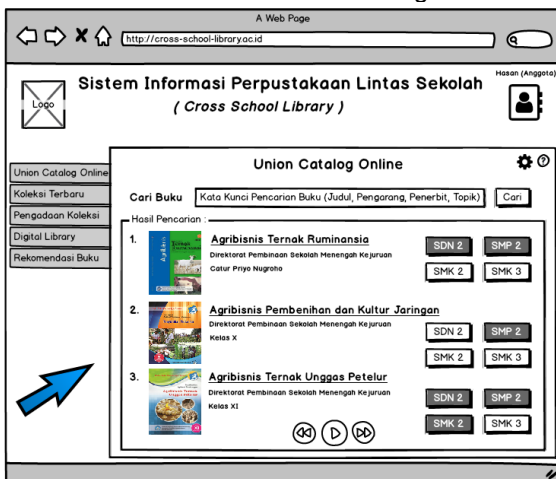 A Web Page
http://cross-school-library.ac.id
Hasan (Anggota)
Logo
Sistem Informasi Perpustakaan Lintas Sekolah
( Cross School Library )
Union Catalog Online
Koleksi Terbaru
Pengadaan Koleksi
Digital Library
Rekomendasi Buku
Union Catalog Online
Cari Buku
Kata Kunci Pencarian Buku (Judul, Pengarang, Penerbit, Topik)
Cari
Hasil Pencarian :
1.
Agribisnis Ternak Ruminansia
Direktorat Pembinaan Sekolah Menengah Kejuruan
Catur Priyo Nugroho
SDN 2
SMP 2
SMK 2
SMK 3
2.
Agribisnis Pembenihan dan Kultur Jaringan
Direktorat Pembinaan Sekolah Menengah Kejuruan
Kelas X
SDN 2
SMP 2
SMK 2
SMK 3
3.
Agribisnis Ternak Unggas Petelur
Direktorat Pembinaan Sekolah Menengah Kejuruan
Kelas XI
SDN 2
SMP 2
SMK 2
SMK 3